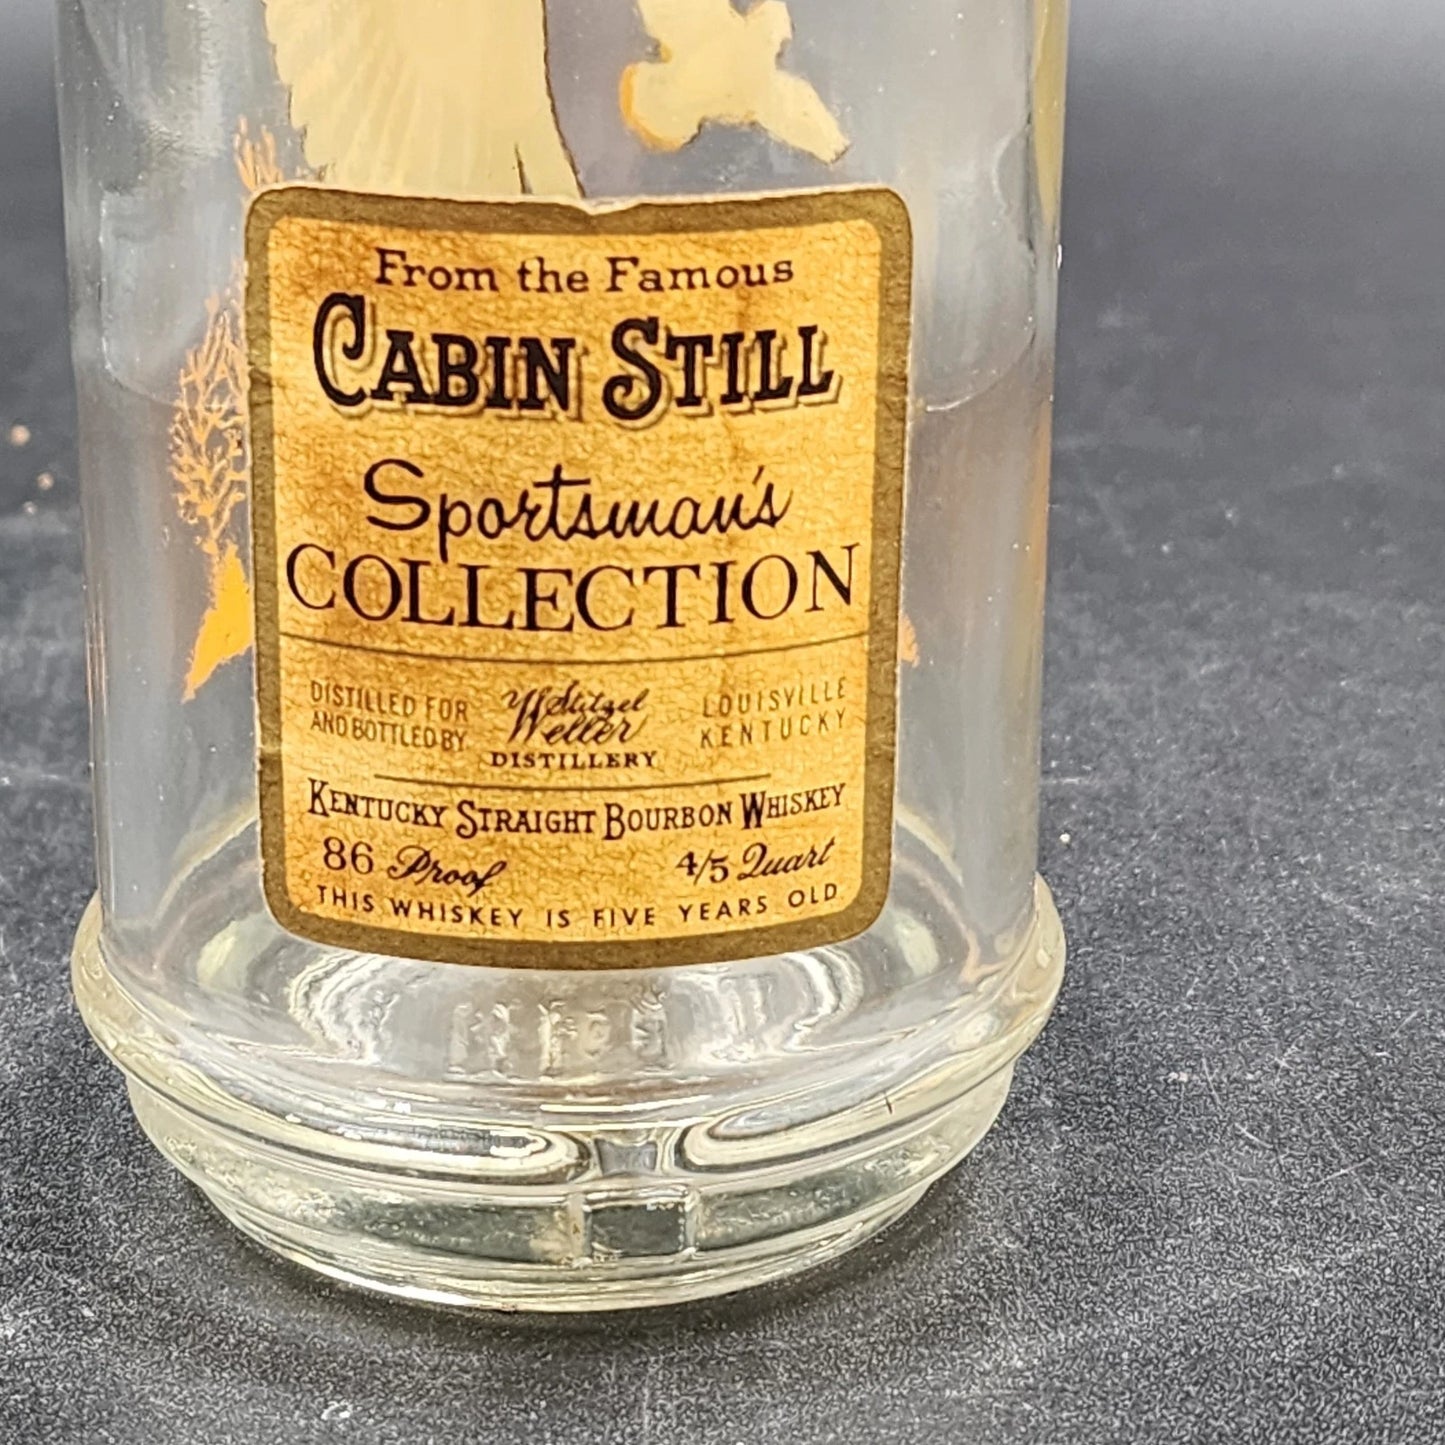 From the Famous
CABIN STILL
Sportsman's
COLLECTION
DISTILLED FOR
AND BOTTLED BY
Stitzel
Weller
DISTILLERY
LOUISVILLE
KENTUCKY
KENTUCKY STRAIGHT BOURBON WHISKEY
86 Proof 4/5 Quart
THIS WHISKEY IS FIVE YEARS OLD